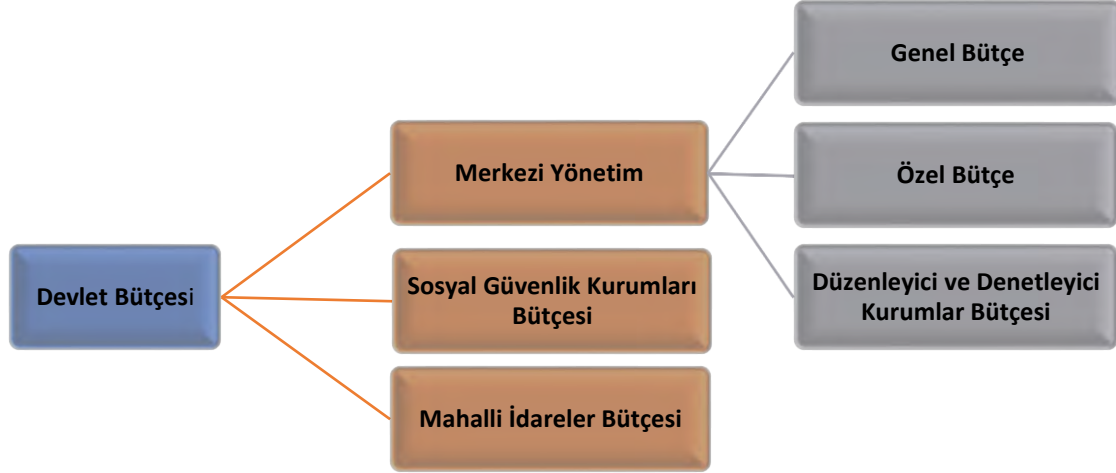 Devlet Bütçesi
Merkezi Yönetim
Sosyal Güvenlik Kurumları
Bütçesi
Mahalli İdareler Bütçesi
Genel Bütçe
Özel Bütçe
Düzenleyici ve Denetleyici
Kurumlar Bütçesi